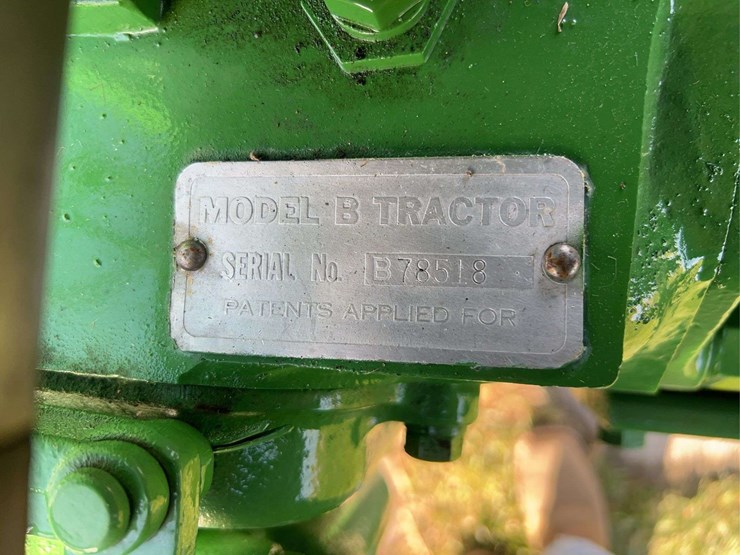 MODEL B TRACTOR
SERIAL No. B78518
PATENTS APPLIED FOR